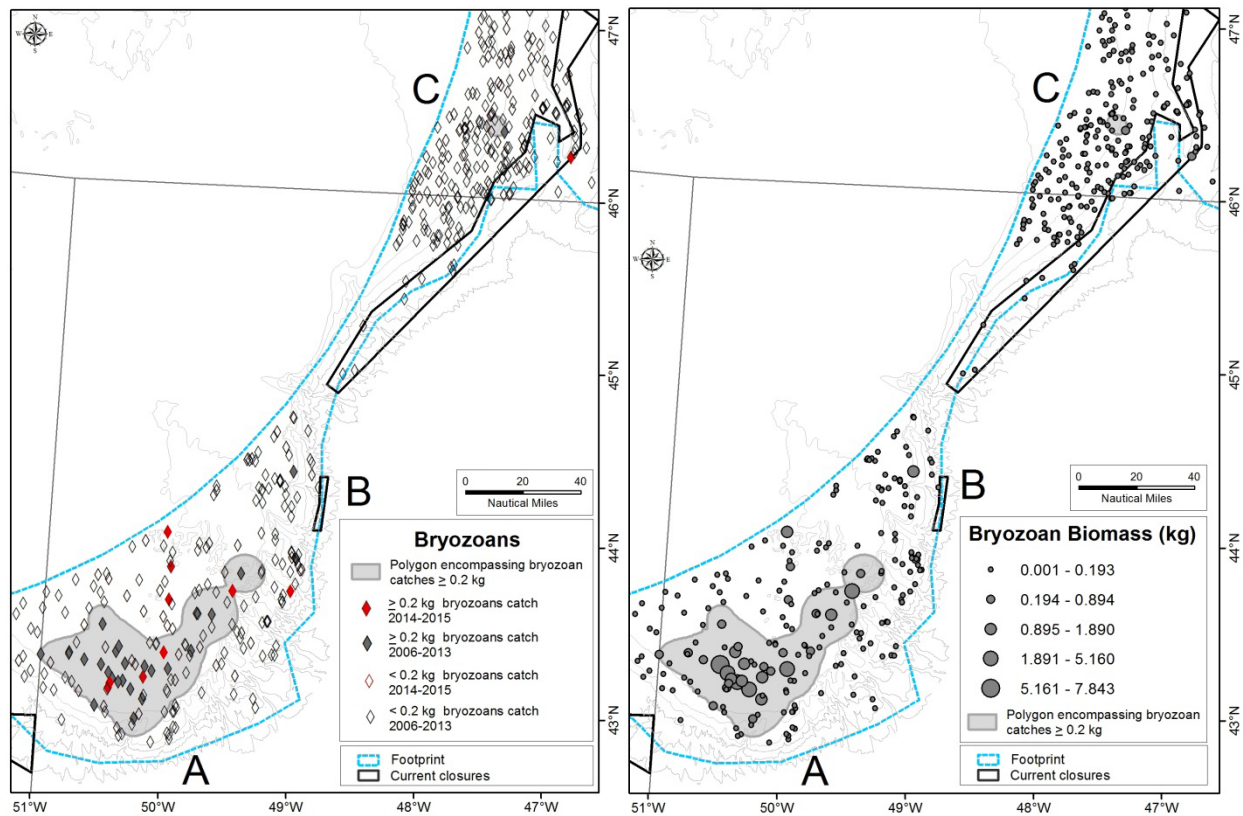 N
W E
S
C
47°N
46°N
45°N
B
0 20 40
Nautical Miles
44°N
Bryozoans
Polygon encompassing bryozoan
catches ≥ 0.2 kg
≥ 0.2 kg bryozoans catch
2014-2015
≥ 0.2 kg bryozoans catch
2006-2013
< 0.2 kg bryozoans catch
2014-2015
< 0.2 kg bryozoans catch
2006-2013
43°N
Footprint
Current closures
A
51°W 50°W 49°W 48°W 47°W
C
47°N
46°N
N
W E
S
45°N
B
0 20 40
Nautical Miles
44°N
Bryozoan Biomass (kg)
0.001 - 0.193
0.194 - 0.894
0.895 - 1.890
1.891 - 5.160
5.161 - 7.843
Polygon encompassing bryozoan
catches ≥ 0.2 kg
43°N
Footprint
Current closures
A
51°W 50°W 49°W 48°W 47°W